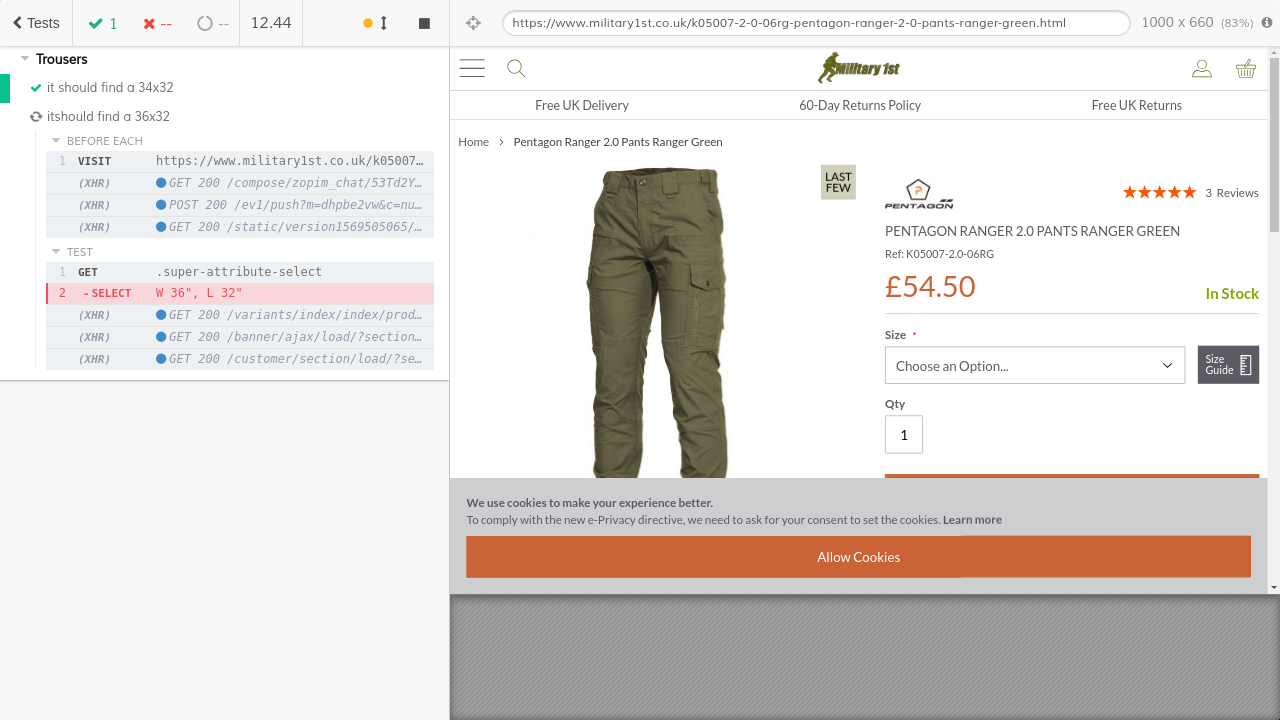 Tests
1
--
--
12.44
https://www.military1st.co.uk/k05007-2-0-06rg-pentagon-ranger-2-0-pants-ranger-green.html
1000 x 660 (83%)
Trousers
it should find a 34x32
itshould find a 36x32
BEFORE EACH
1 VISIT https://www.military1st.co.uk/k05007…
(XHR) GET 200 /compose/zopim_chat/53Td2Y…
(XHR) POST 200 /ev1/push?m=dhpbe2vw&c=nu…
(XHR) GET 200 /static/version1569505065/…
TEST
1 GET .super-attribute-select
2 - SELECT W 36", L 32"
(XHR) GET 200 /variants/index/index/prod…
(XHR) GET 200 /banner/ajax/load/?section…
(XHR) GET 200 /customer/section/load/?se…
Military 1st
Free UK Delivery
60-Day Returns Policy
Free UK Returns
Home > Pentagon Ranger 2.0 Pants Ranger Green
LAST
FEW
PENTAGON
3 Reviews
PENTAGON RANGER 2.0 PANTS RANGER GREEN
Ref: K05007-2.0-06RG
£54.50
In Stock
Size *
Choose an Option...
Size
Guide
Qty
1
We use cookies to make your experience better.
To comply with the new e-Privacy directive, we need to ask for your consent to set the cookies. Learn more
Allow Cookies